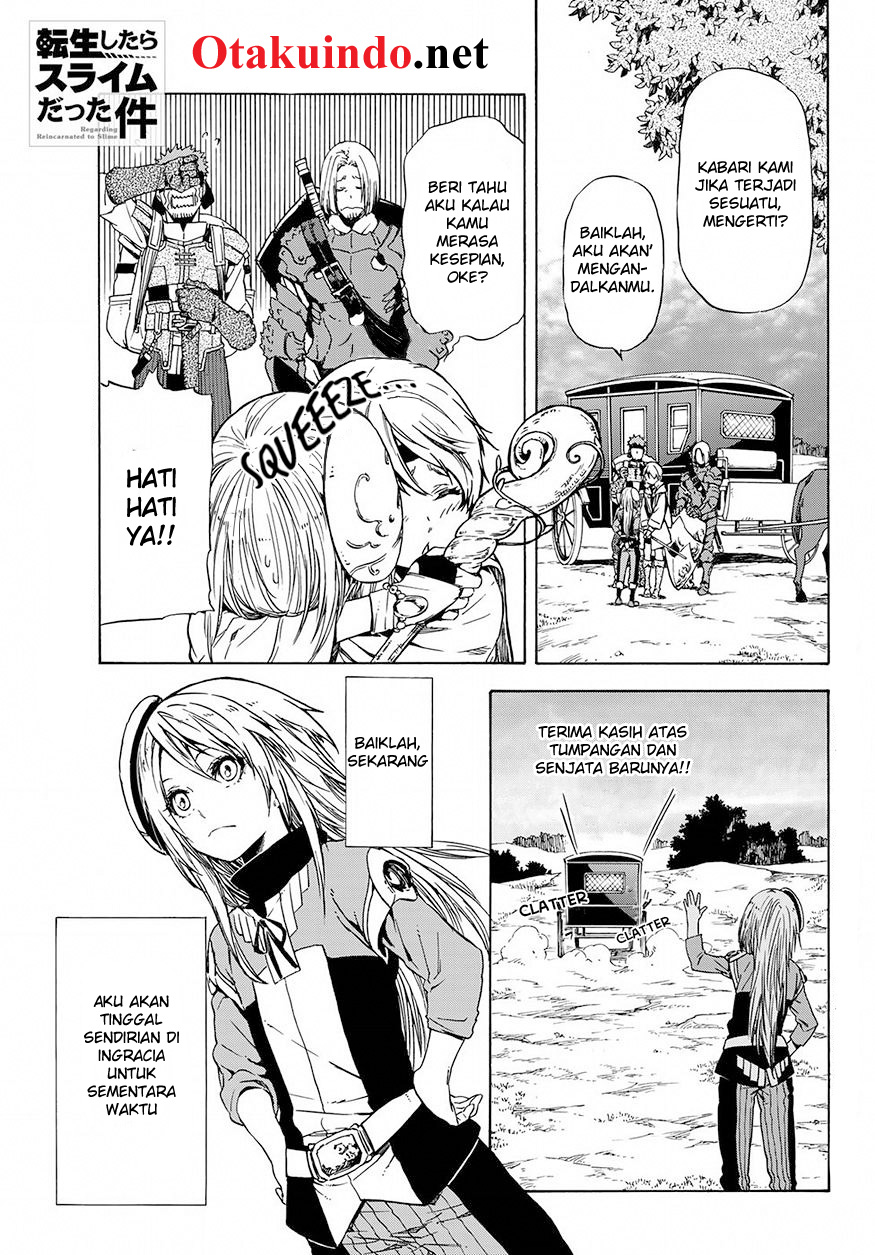 転生したら
スライム
だった件
Regarding
Reincarnated to Slime
Otakuindo.net
KABARI KAMI
JIKA TERJADI
SESUATU,
MENGERTI?
BAIKLAH,
AKU AKAN'
MENGAN-
DALKANMU.
BERI TAHU
AKU KALAU
KAMU
MERASA
KESEPIAN,
OKE?
SQUEEEZE...
HATI
HATI
YA!!
TERIMA KASIH ATAS
TUMPANGAN DAN
SENJATA BARUNYA!!
CLATTER
CLATTER
BAIKLAH,
SEKARANG
AKU AKAN
TINGGAL
SENDIRIAN DI
INGRACIA
UNTUK
SEMENTARA
WAKTU